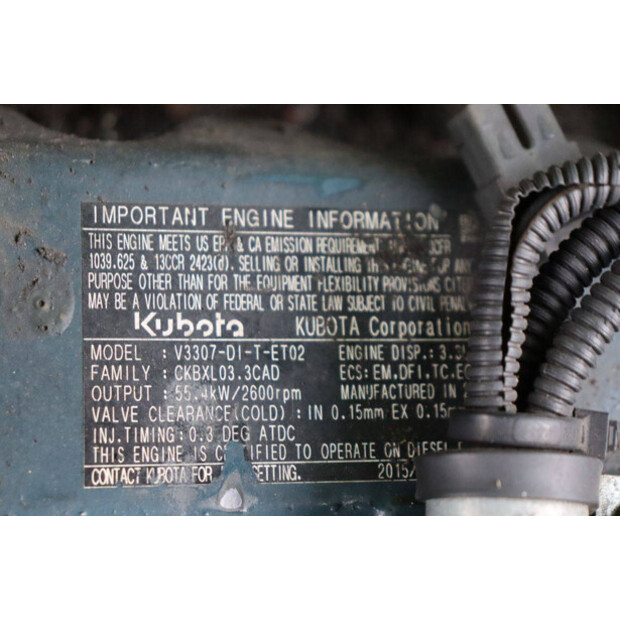 IMPORTANT ENGINE INFORMATION
THIS ENGINE MEETS US EPA & CA EMISSION REQUIREMENT
1039.625 & 13CCR 2423(d). SELLING OR INSTALLING FOR ANY
PURPOSE OTHER THAN FOR THE EQUIPMENT FLEXIBILITY PROVISIONS
MAY BE A VIOLATION OF FEDERAL OR STATE LAW SUBJECT TO CIVIL
Kubota KUBOTA Corporation
MODEL : V3307-DI-T-ET02 ENGINE DISP.: 3.3
FAMILY : CKBXL03.3CAD ECS: EM.DFI.TC.
OUTPUT : 55.4kW/2600rpm MANUFACTURED IN
VALVE CLEARANCE(COLD) : IN 0.15mm EX 0.15m
INJ.TIMING: 0.3 DEG ATDC
THIS ENGINE IS TO OPERATE ON DIESEL
CONTACT KUBOTA FOR SETTING. 2015/